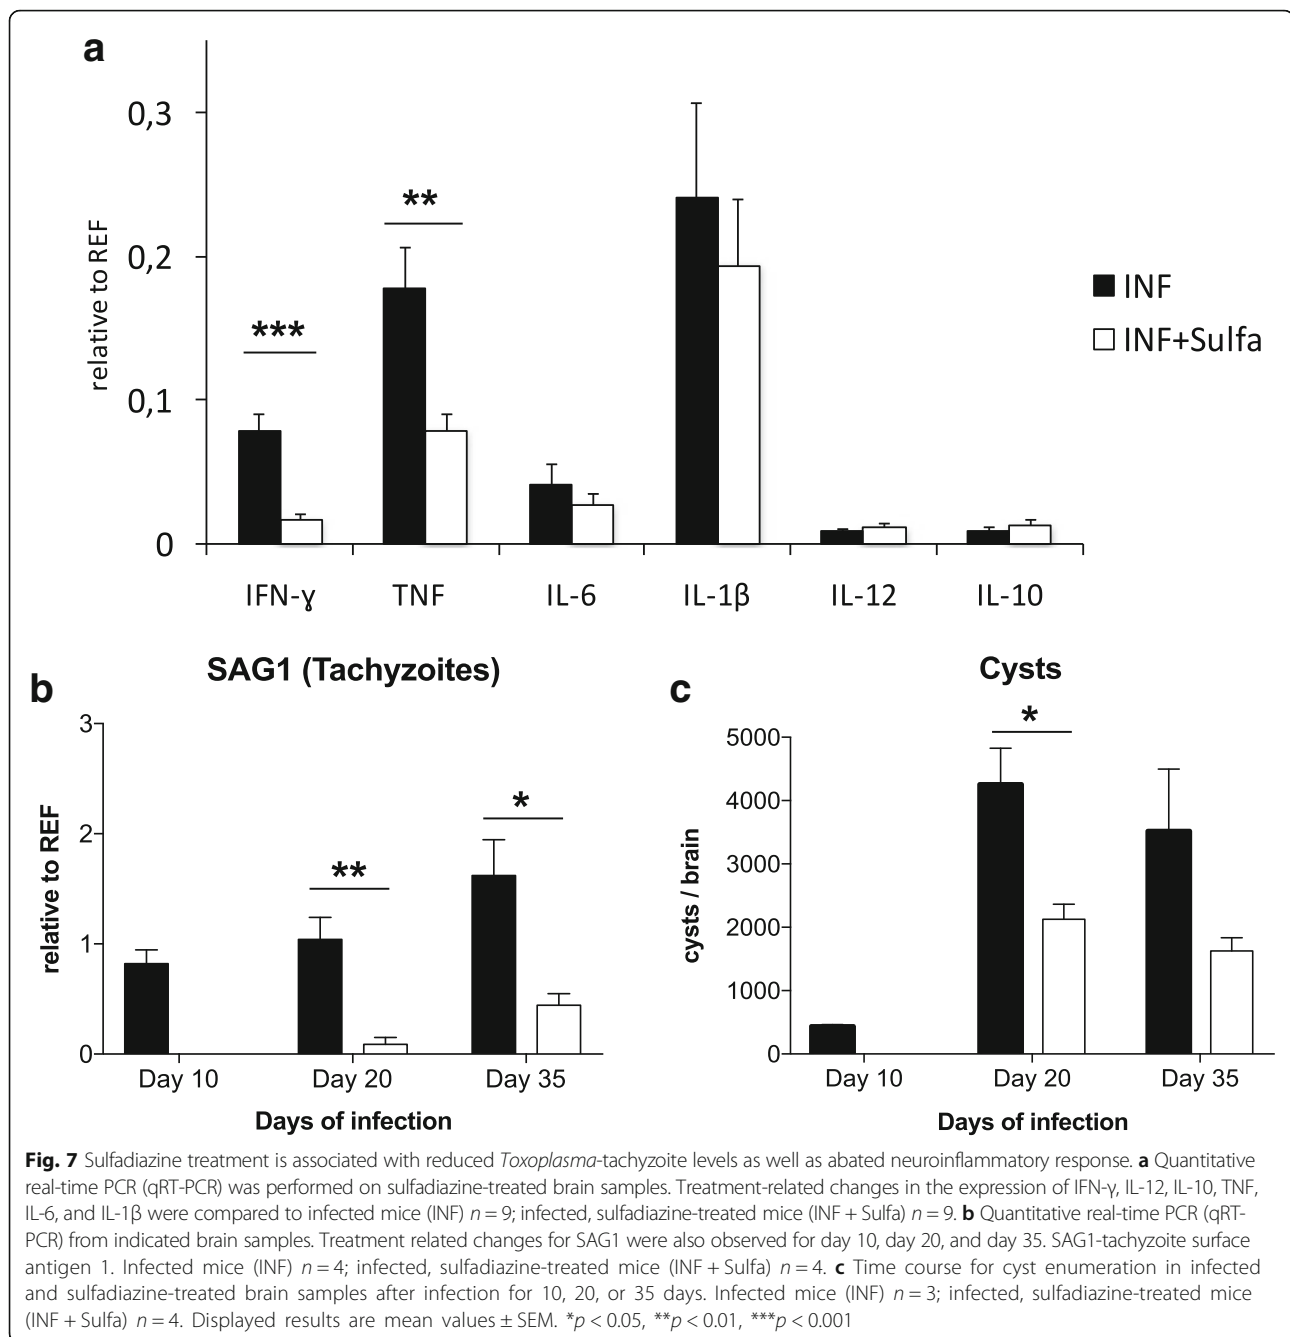 a
0,3
0,2
0,1
0
relative to REF
***
**
INF
INF+Sulfa
IFN-ɣ TNF IL-6 IL-1β IL-12 IL-10
b
SAG1 (Tachyzoites)
3
2
1
0
relative to REF
**
*
Day 10 Day 20 Day 35
Days of infection
c
Cysts
5000
4000
3000
2000
1000
0
cysts / brain
*
Day 10 Day 20 Day 35
Days of infection
Fig. 7 Sulfadiazine treatment is associated with reduced Toxoplasma-tachyzoite levels as well as abated neuroinflammatory response. a Quantitative
real-time PCR (qRT-PCR) was performed on sulfadiazine-treated brain samples. Treatment-related changes in the expression of IFN-γ, IL-12, IL-10, TNF,
IL-6, and IL-1β were compared to infected mice (INF) n = 9; infected, sulfadiazine-treated mice (INF + Sulfa) n = 9. b Quantitative real-time PCR (qRT-
PCR) from indicated brain samples. Treatment related changes for SAG1 were also observed for day 10, day 20, and day 35. SAG1-tachyzoite surface
antigen 1. Infected mice (INF) n = 4; infected, sulfadiazine-treated mice (INF + Sulfa) n = 4. c Time course for cyst enumeration in infected
and sulfadiazine-treated brain samples after infection for 10, 20, or 35 days. Infected mice (INF) n = 3; infected, sulfadiazine-treated mice
(INF + Sulfa) n = 4. Displayed results are mean values ± SEM. *p < 0.05, **p < 0.01, ***p < 0.001